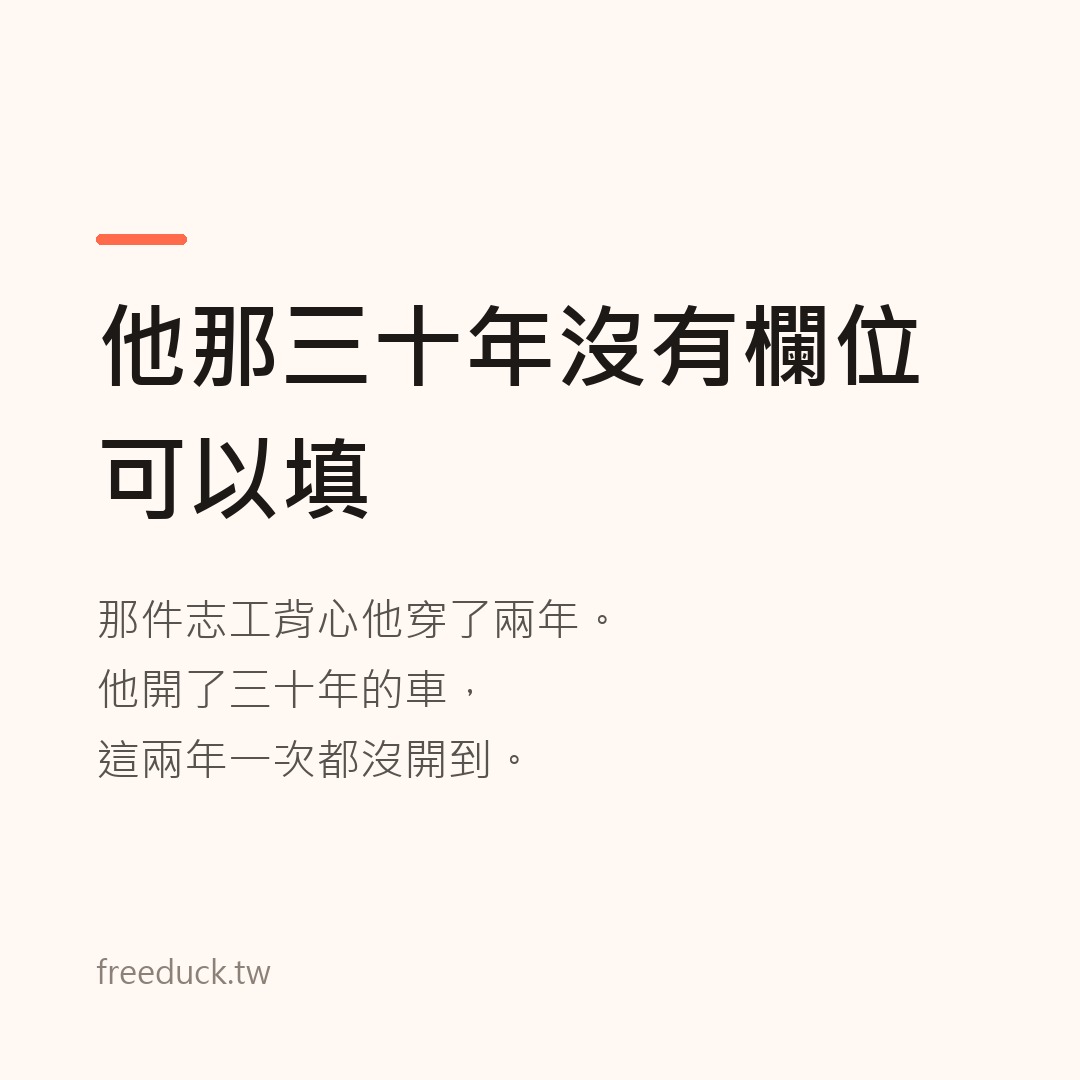 他那三十年沒有欄位
可以填
那件志工背心他穿了兩年。
他開了三十年的車，
這兩年一次都沒開到。
freeduck.tw